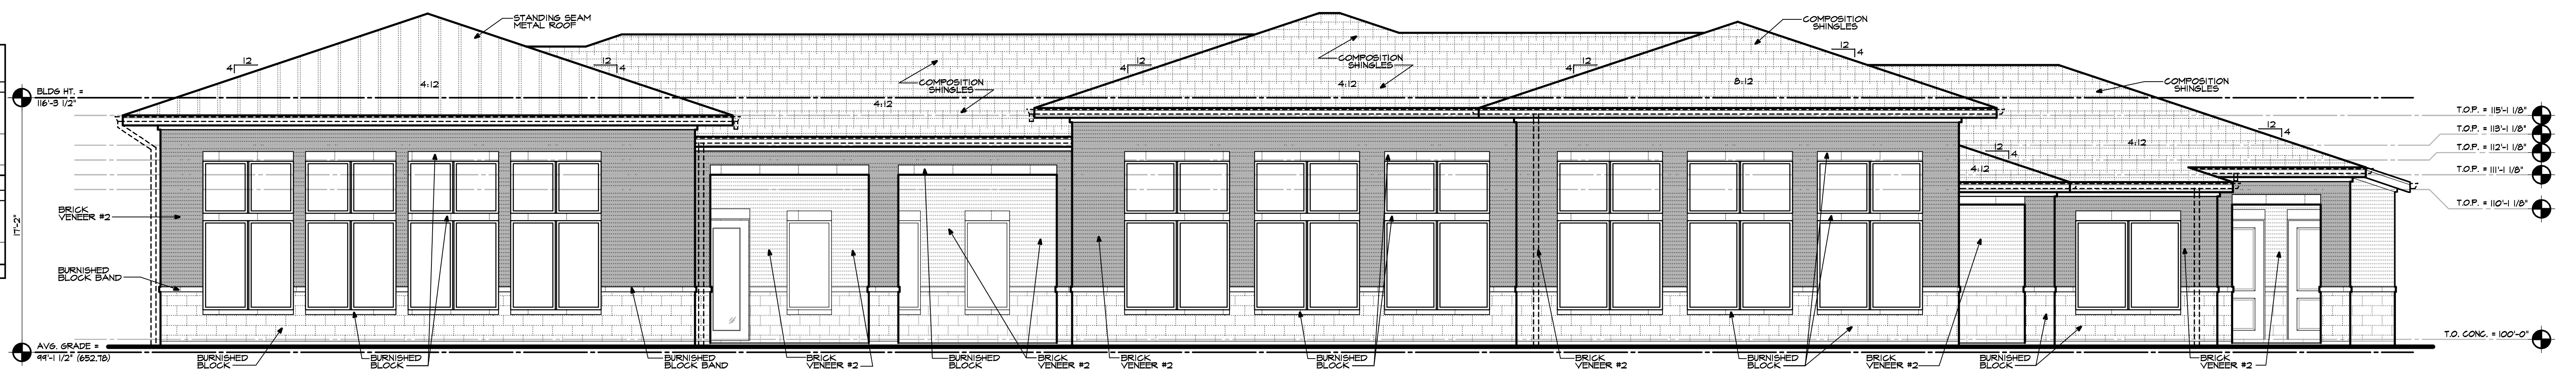 STANDING SEAM
METAL ROOF
COMPOSITION
SHINGLES
12
4
12
4
12
4
12
4
12
4
12
4
12
4
COMPOSITION
SHINGLES
COMPOSITION
SHINGLES
COMPOSITION
SHINGLES
4:12
4:12
4:12
8:12
4:12
4:12
BLDG HT. =
116'-3 1/2"
T.O.P. = 115'-1 1/8"
T.O.P. = 113'-1 1/8"
T.O.P. = 112'-1 1/8"
T.O.P. = 111'-1 1/8"
T.O.P. = 110'-1 1/8"
BRICK
VENEER #2
17'-2"
BURNISHED
BLOCK BAND
T.O. CONC. = 100'-0"
AVG. GRADE =
99'-1 1/2" (652.78)
BURNISHED
BLOCK
BURNISHED
BLOCK
BURNISHED
BLOCK BAND
BRICK
VENEER #2
BURNISHED
BLOCK
BRICK
VENEER #2
BRICK
VENEER #2
BURNISHED
BLOCK
BRICK
VENEER #2
BURNISHED
BLOCK
BRICK
VENEER #2
BURNISHED
BLOCK
BRICK
VENEER #2